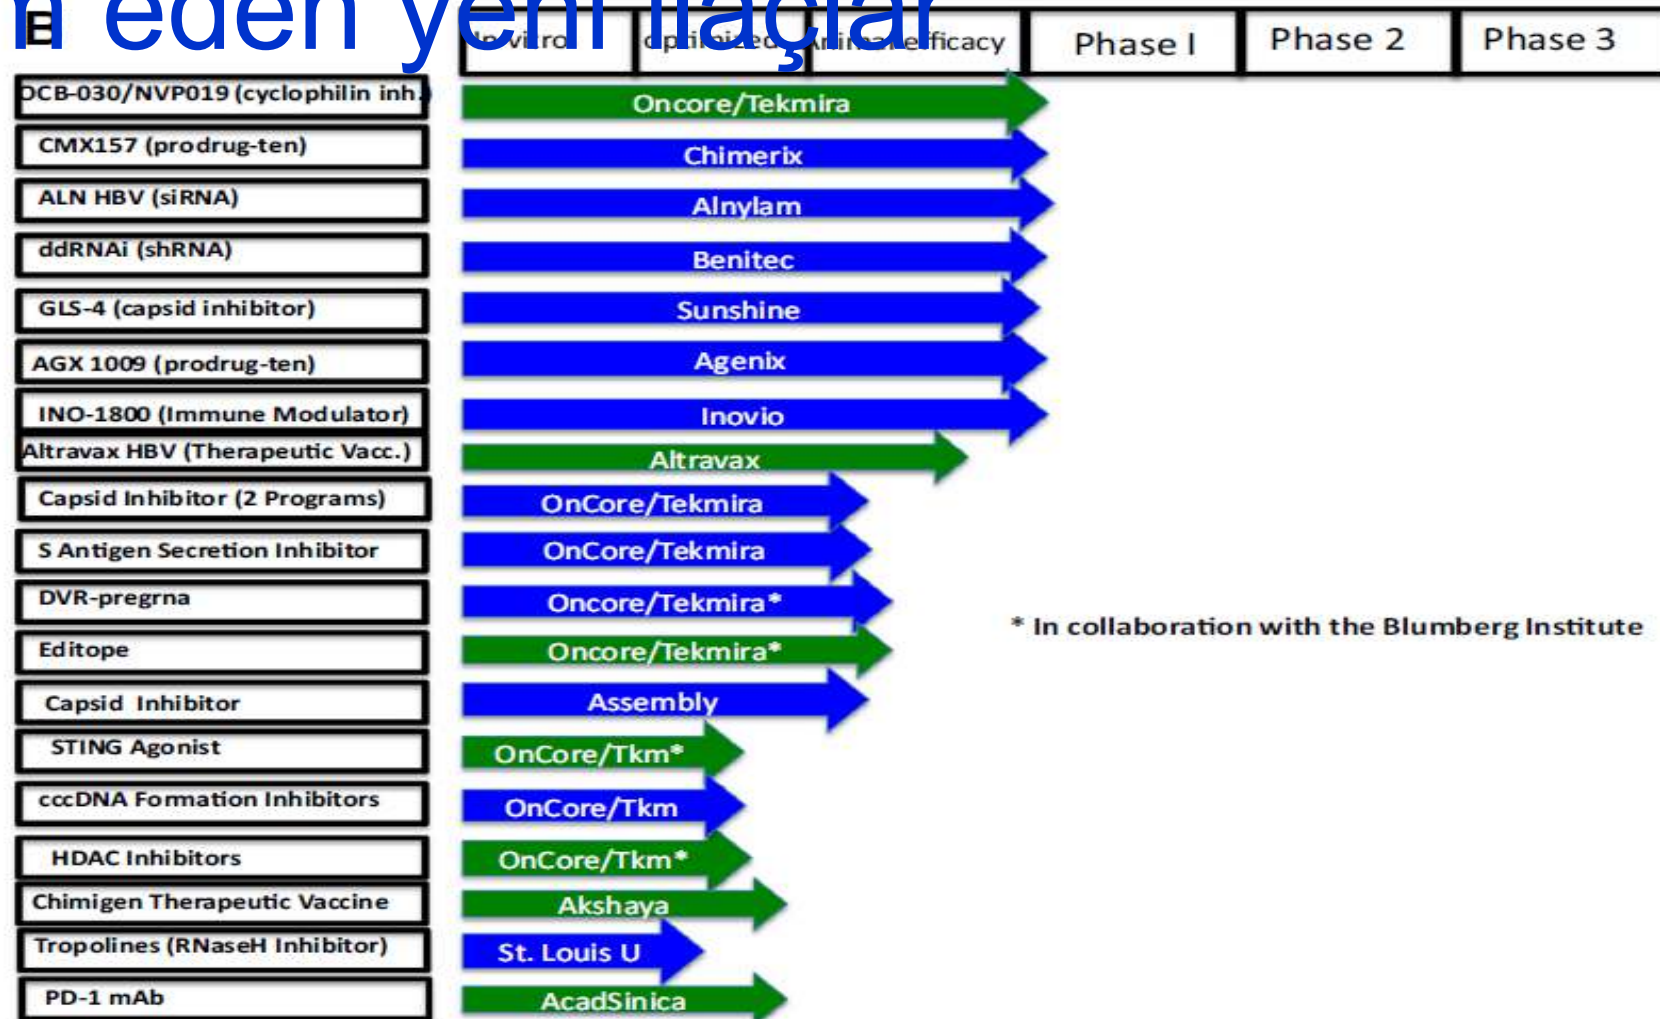 m eden yeni ilaçlar
B
In vitro optimized Animal efficacy Phase I Phase 2 Phase 3
OCB-030/NVP019 (cyclophilin inh.) Oncore/Tekmira
CMX157 (prodrug-ten) Chimerix
ALN HBV (siRNA) Alnylam
ddRNAi (shRNA) Benitec
GLS-4 (capsid inhibitor) Sunshine
AGX 1009 (prodrug-ten) Agenix
INO-1800 (Immune Modulator) Inovio
Altravax HBV (Therapeutic Vacc.) Altravax
Capsid Inhibitor (2 Programs) OnCore/Tekmira
S Antigen Secretion Inhibitor OnCore/Tekmira
DVR-pregrna Oncore/Tekmira*
* In collaboration with the Blumberg Institute
Editope Oncore/Tekmira*
Capsid Inhibitor Assembly
STING Agonist OnCore/Tkm*
cccDNA Formation Inhibitors OnCore/Tkm
HDAC Inhibitors OnCore/Tkm*
Chimigen Therapeutic Vaccine Akshaya
Tropolines (RNaseH Inhibitor) St. Louis U
PD-1 mAb AcadSinica